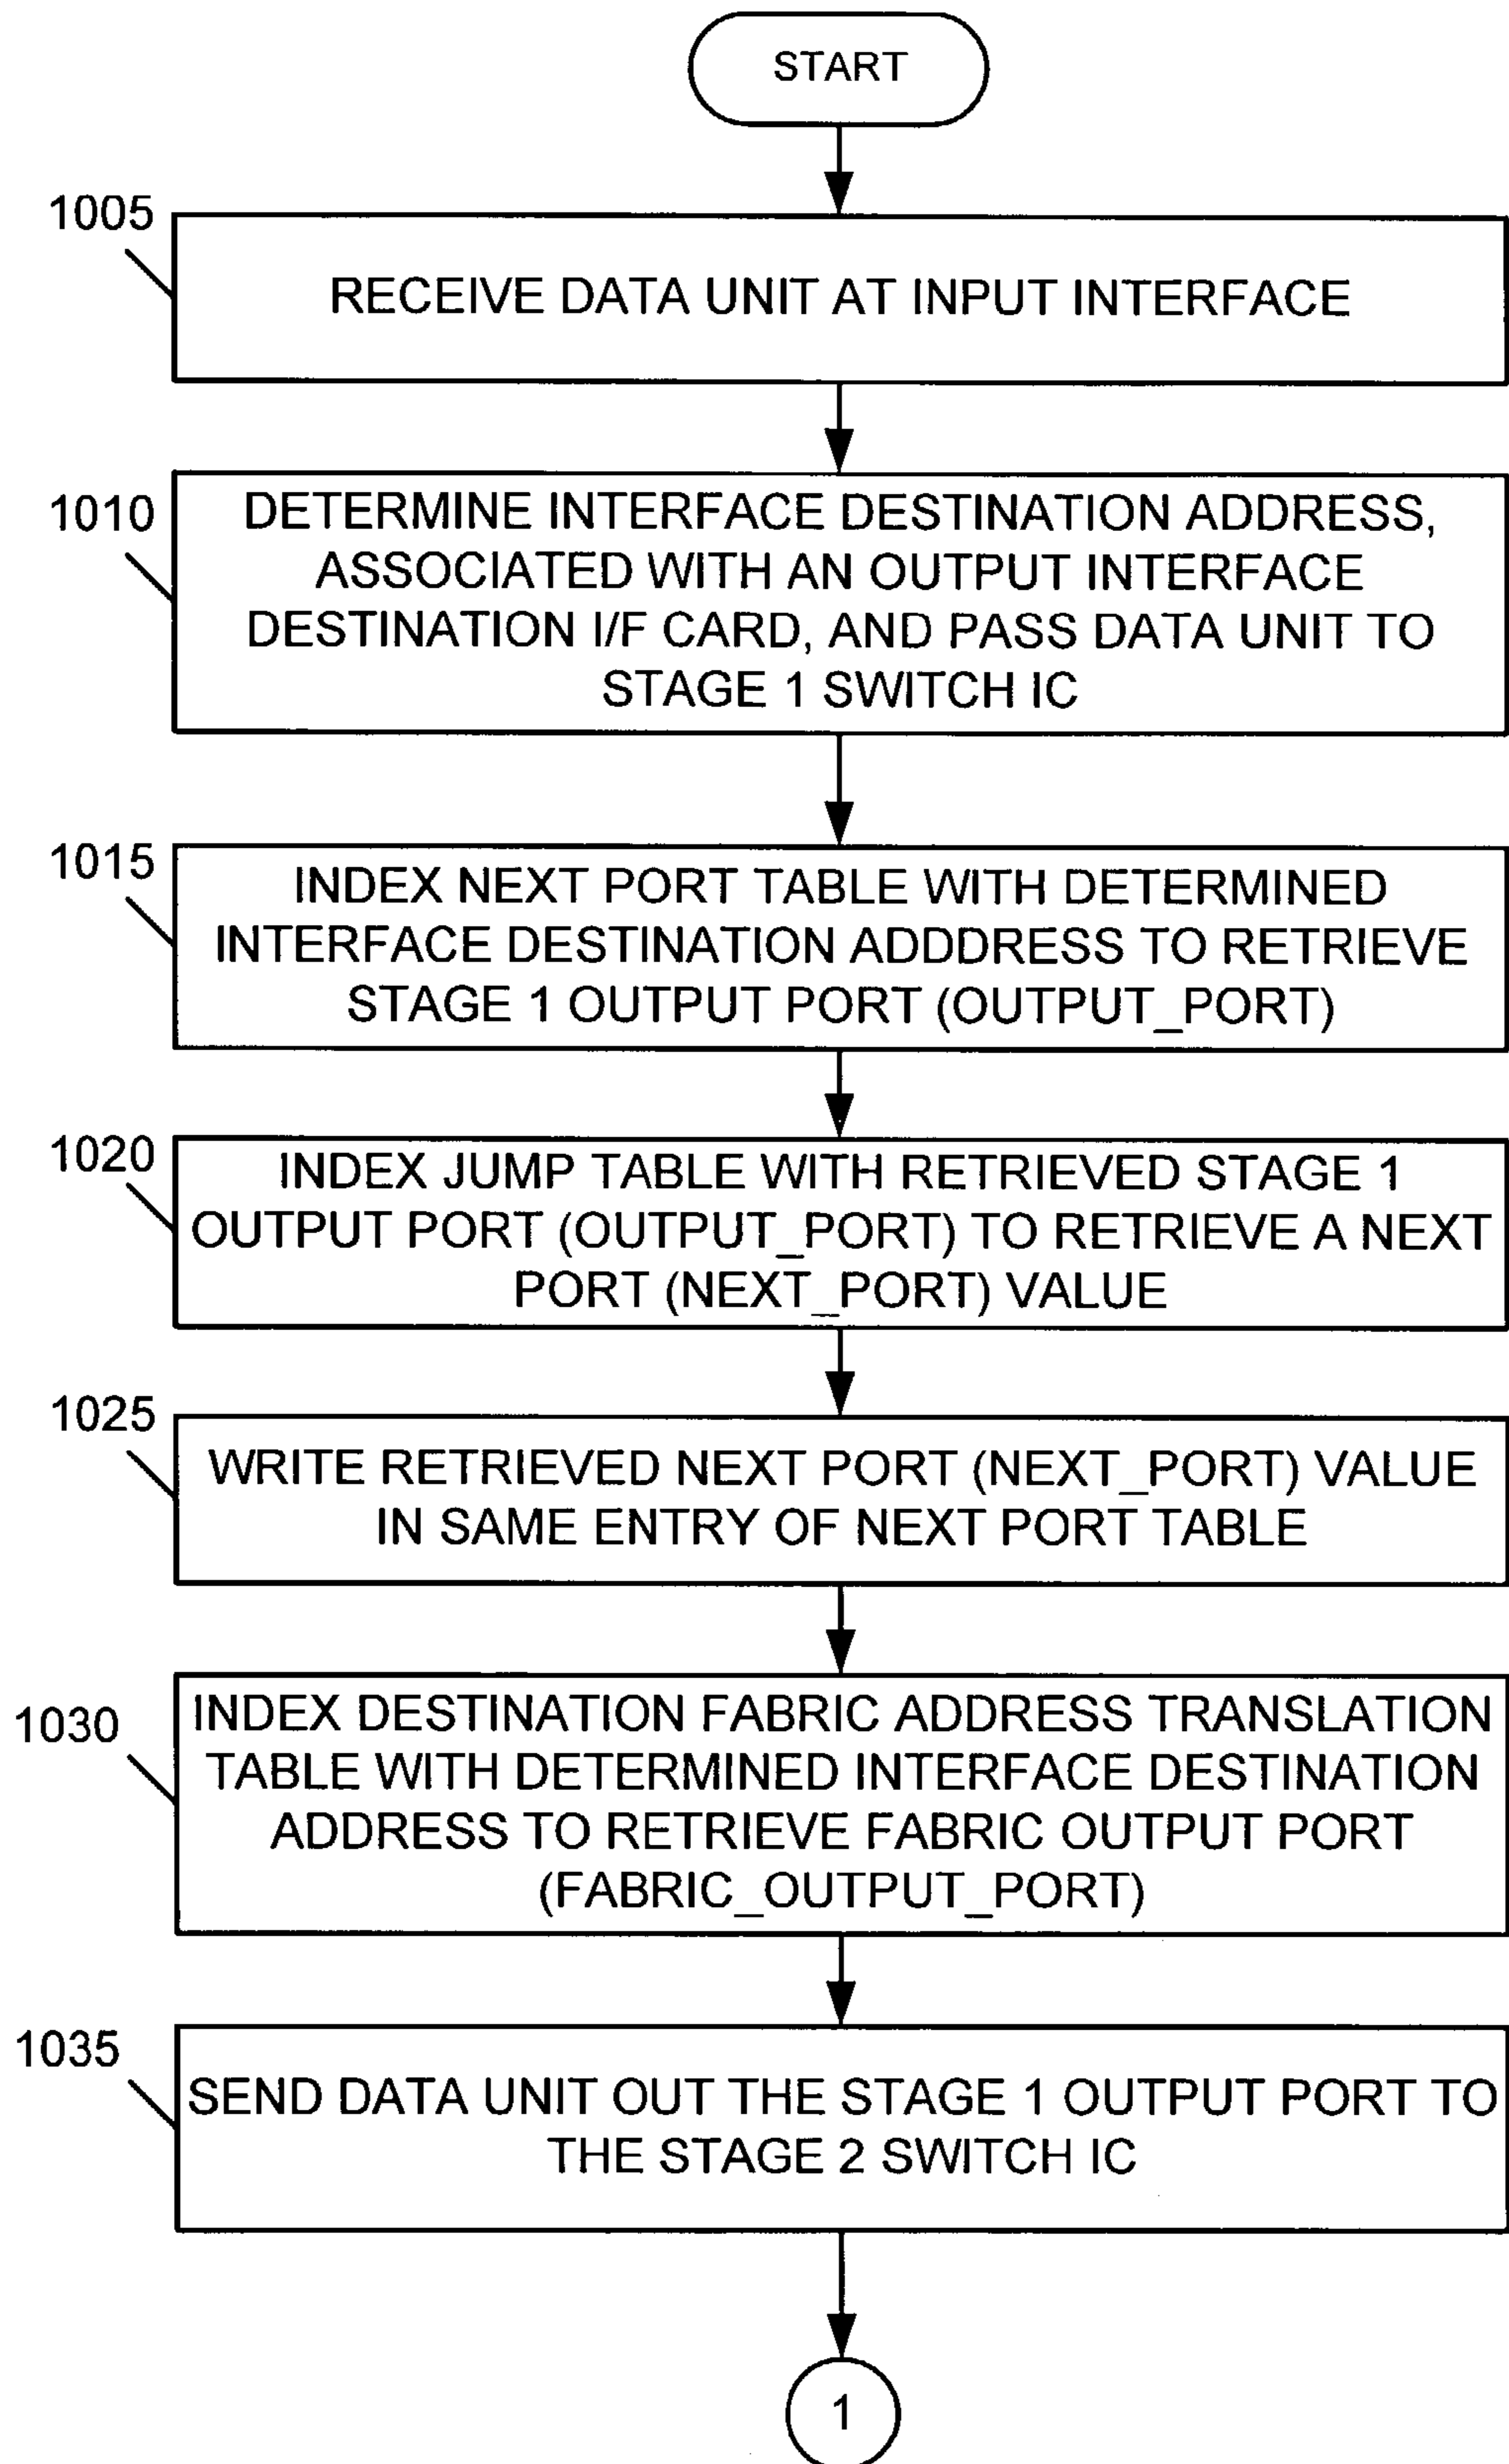 START
1005
RECEIVE DATA UNIT AT INPUT INTERFACE
1010
DETERMINE INTERFACE DESTINATION ADDRESS,
ASSOCIATED WITH AN OUTPUT INTERFACE
DESTINATION I/F CARD, AND PASS DATA UNIT TO
STAGE 1 SWITCH IC
1015
INDEX NEXT PORT TABLE WITH DETERMINED
INTERFACE DESTINATION ADDDRESS TO RETRIEVE
STAGE 1 OUTPUT PORT (OUTPUT_PORT)
1020
INDEX JUMP TABLE WITH RETRIEVED STAGE 1
OUTPUT PORT (OUTPUT_PORT) TO RETRIEVE A NEXT
PORT (NEXT_PORT) VALUE
1025
WRITE RETRIEVED NEXT PORT (NEXT_PORT) VALUE
IN SAME ENTRY OF NEXT PORT TABLE
1030
INDEX DESTINATION FABRIC ADDRESS TRANSLATION
TABLE WITH DETERMINED INTERFACE DESTINATION
ADDRESS TO RETRIEVE FABRIC OUTPUT PORT
(FABRIC_OUTPUT_PORT)
1035
SEND DATA UNIT OUT THE STAGE 1 OUTPUT PORT TO
THE STAGE 2 SWITCH IC
1